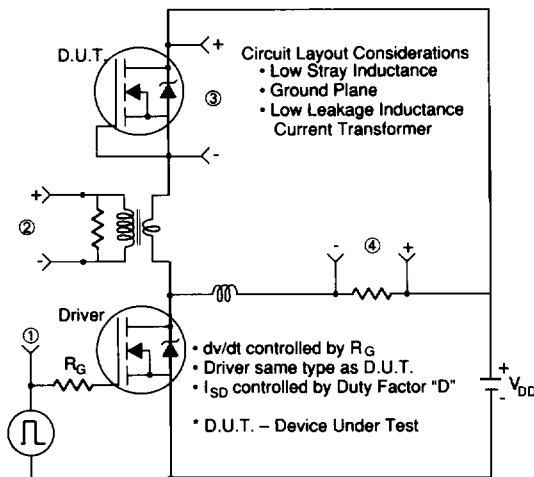 D.U.T.
+
③
-
Circuit Layout Considerations
• Low Stray Inductance
• Ground Plane
• Low Leakage Inductance
Current Transformer
+
②
-
- ④ +
Driver
①
RG
• dv/dt controlled by RG
• Driver same type as D.U.T.
• ISD controlled by Duty Factor "D"
* D.U.T. – Device Under Test
+
VDD
-